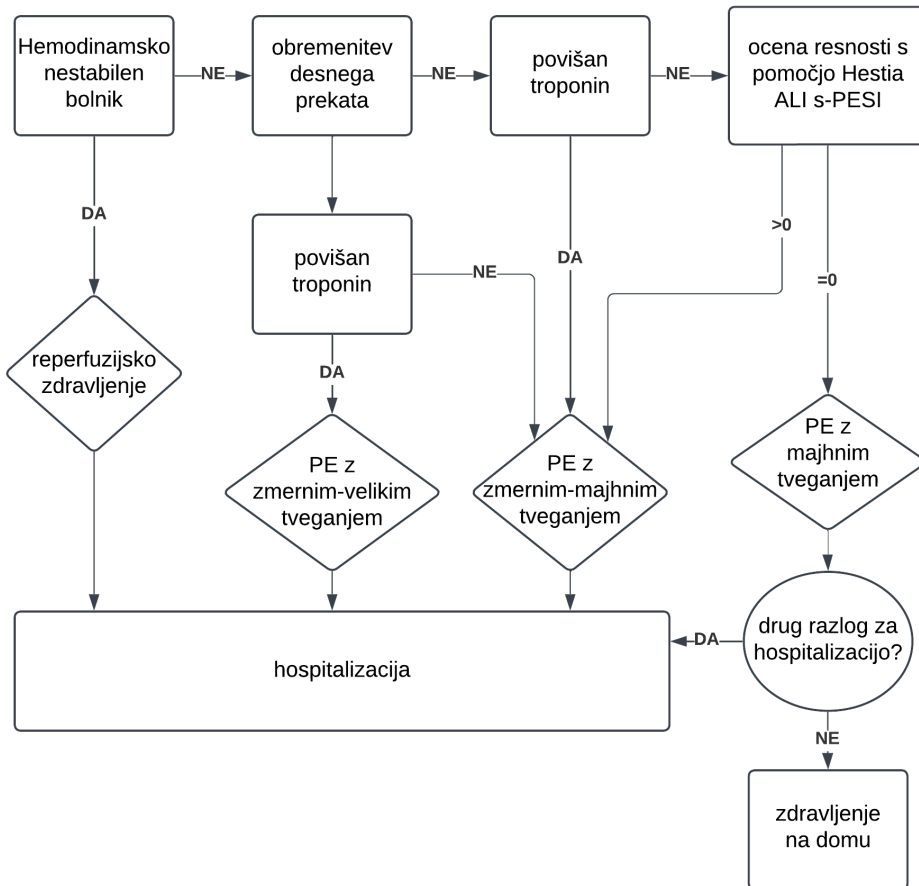 Hemodinamsko
nestabilen
bolnik
NE
obremenitev
desnega
prekata
NE
povišan
troponin
NE
ocena resnosti s
pomočjo Hestia
ALI s-PESI
DA
povišan
troponin
NE
DA
>0
=0
reperfuzijsko
zdravljenje
DA
PE z
zmernim-velikim
tveganjem
PE z
zmernim-majhnim
tveganjem
PE z
majhnim
tveganjem
hospitalizacija
DA
drug razlog za
hospitalizacijo?
NE
zdravljenje
na domu